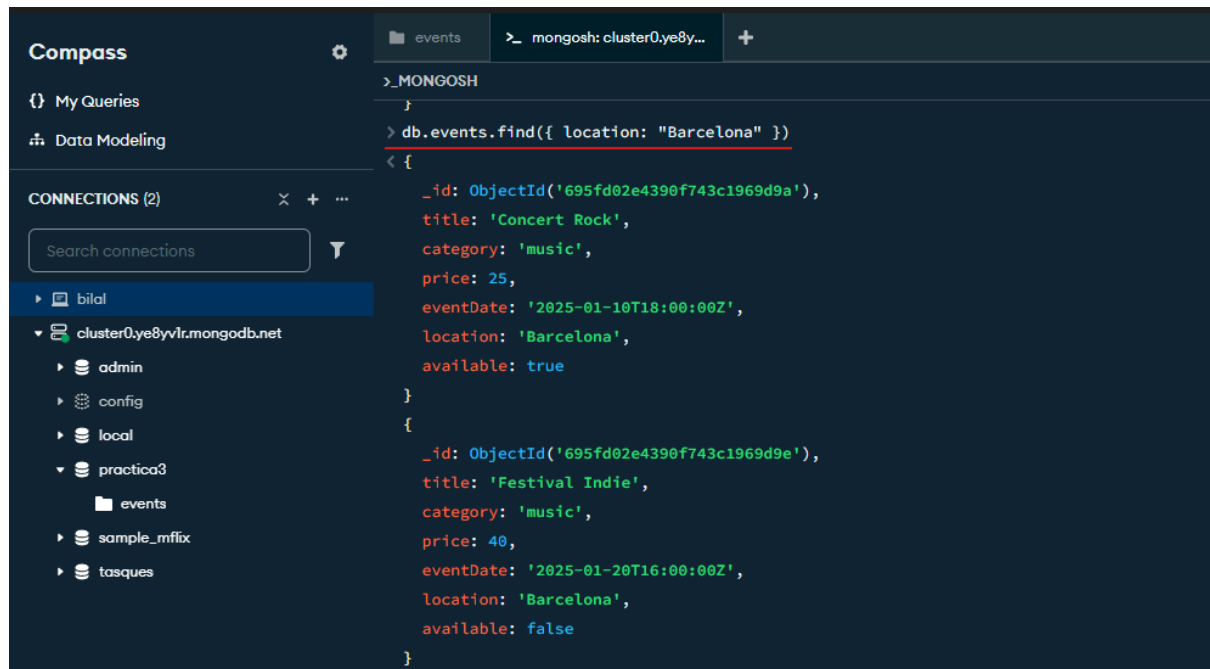 Compass
{} My Queries
Data Modeling
CONNECTIONS (2)
Search connections
bilal
cluster0.ye8yv1r.mongodb.net
admin
config
local
practica3
events
sample_mflix
tasques
events
>_ mongosh: cluster0.ye8y...
>_MONGOSH
}
> db.events.find({ location: "Barcelona" })
< {
_id: ObjectId('695fd02e4390f743c1969d9a'),
title: 'Concert Rock',
category: 'music',
price: 25,
eventDate: '2025-01-10T18:00:00Z',
location: 'Barcelona',
available: true
}
{
_id: ObjectId('695fd02e4390f743c1969d9e'),
title: 'Festival Indie',
category: 'music',
price: 40,
eventDate: '2025-01-20T16:00:00Z',
location: 'Barcelona',
available: false
}